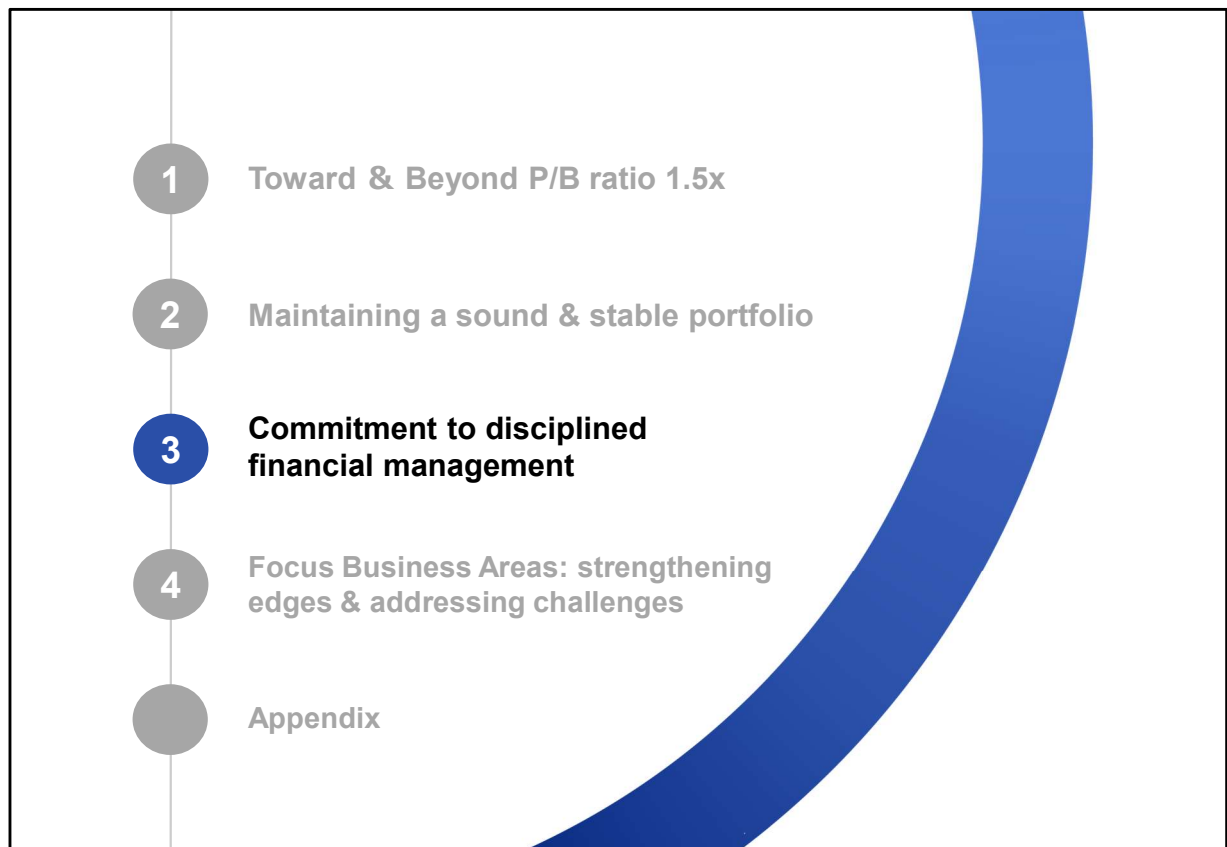 1
Toward & Beyond P/B ratio 1.5x
2
Maintaining a sound & stable portfolio
3
Commitment to disciplined
financial management
4
Focus Business Areas: strengthening
edges & addressing challenges
Appendix